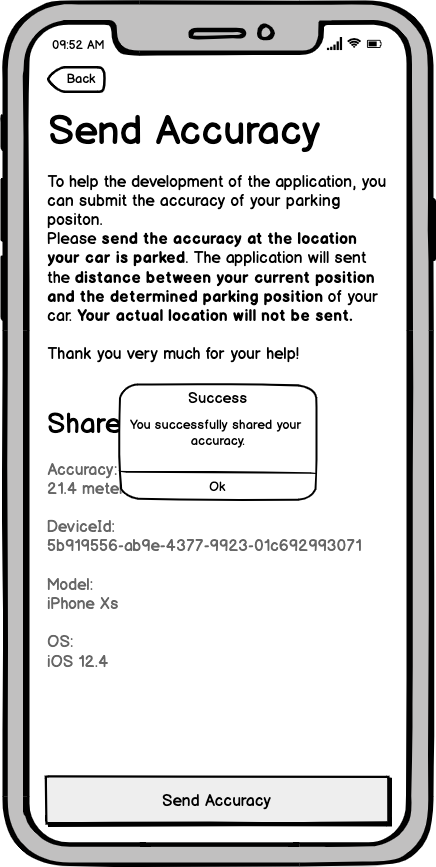 09:52 AM
Back
Send Accuracy
To help the development of the application, you
can submit the accuracy of your parking
positon.
Please send the accuracy at the location
your car is parked. The application will sent
the distance between your current position
and the determined parking position of your
car. Your actual location will not be sent.
Thank you very much for your help!
Success
You successfully shared your
accuracy.
Ok
Share
Accuracy:
21.4
DeviceId:
5b919556-ab9e-4377-9923-01c692993071
Model:
iPhone Xs
OS:
iOS 12.4
Send Accuracy